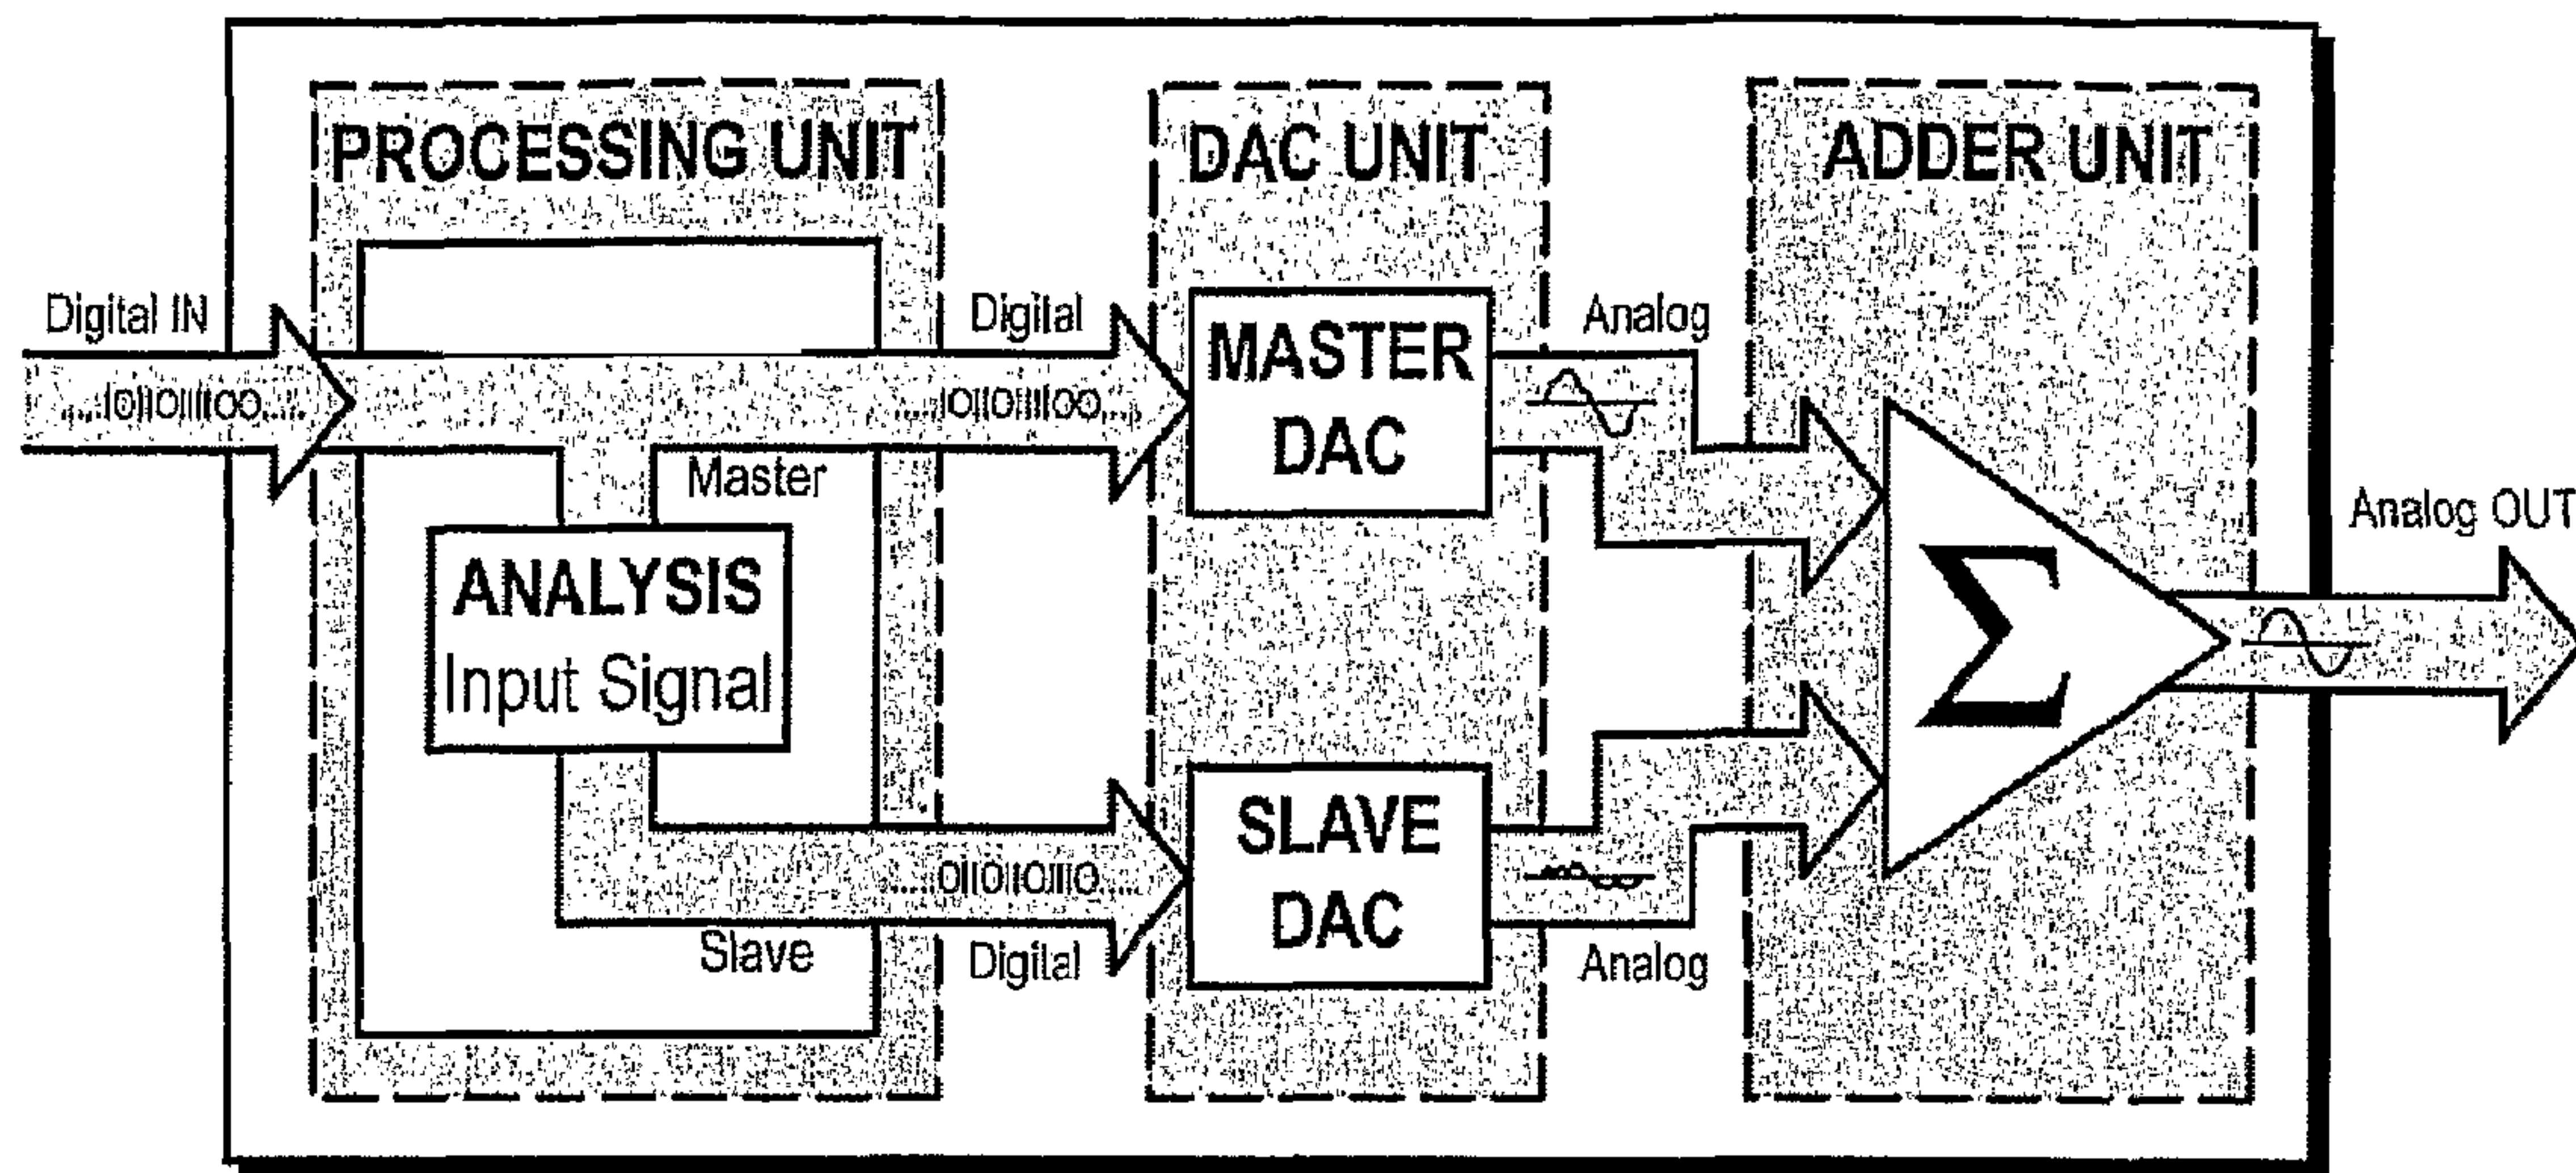 PROCESSING UNIT
DAC UNIT
ADDER UNIT
Digital IN
.....1011011100.....
Digital
Master
MASTER
DAC
Analog
ANALYSIS
Input Signal
Σ
Analog OUT
Slave
Digital
SLAVE
DAC
Analog